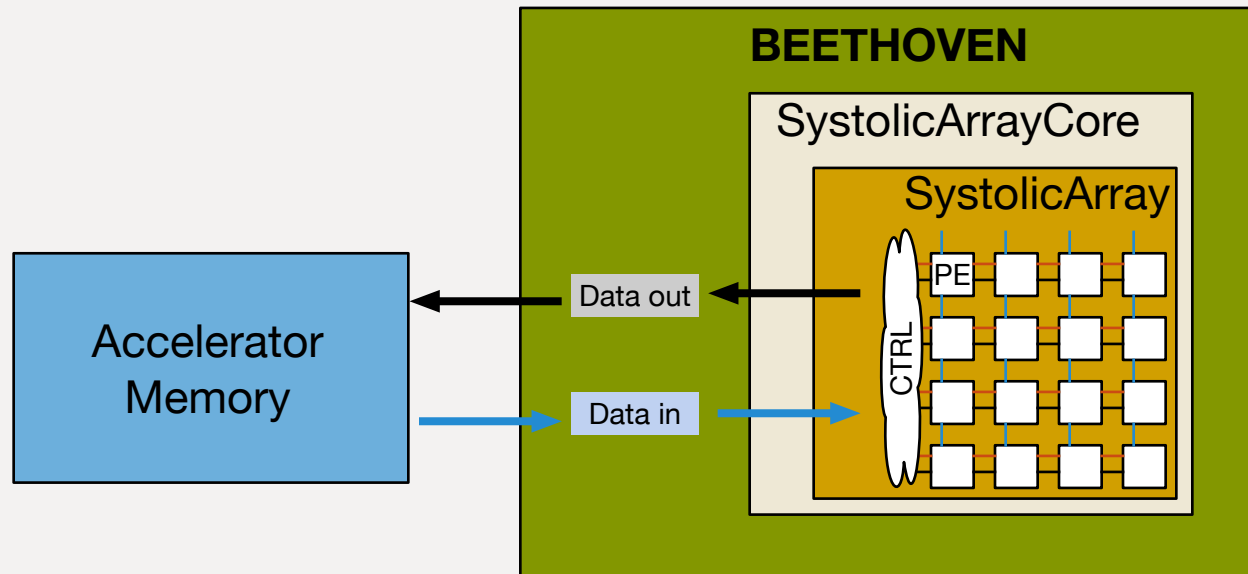 BEETHOVEN
SystolicArrayCore
SystolicArray
PE
CTRL
Data out
Data in
Accelerator
Memory